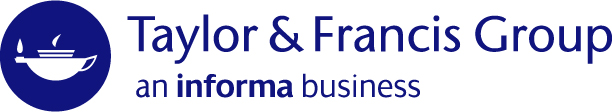 Taylor & Francis Group
an informa business